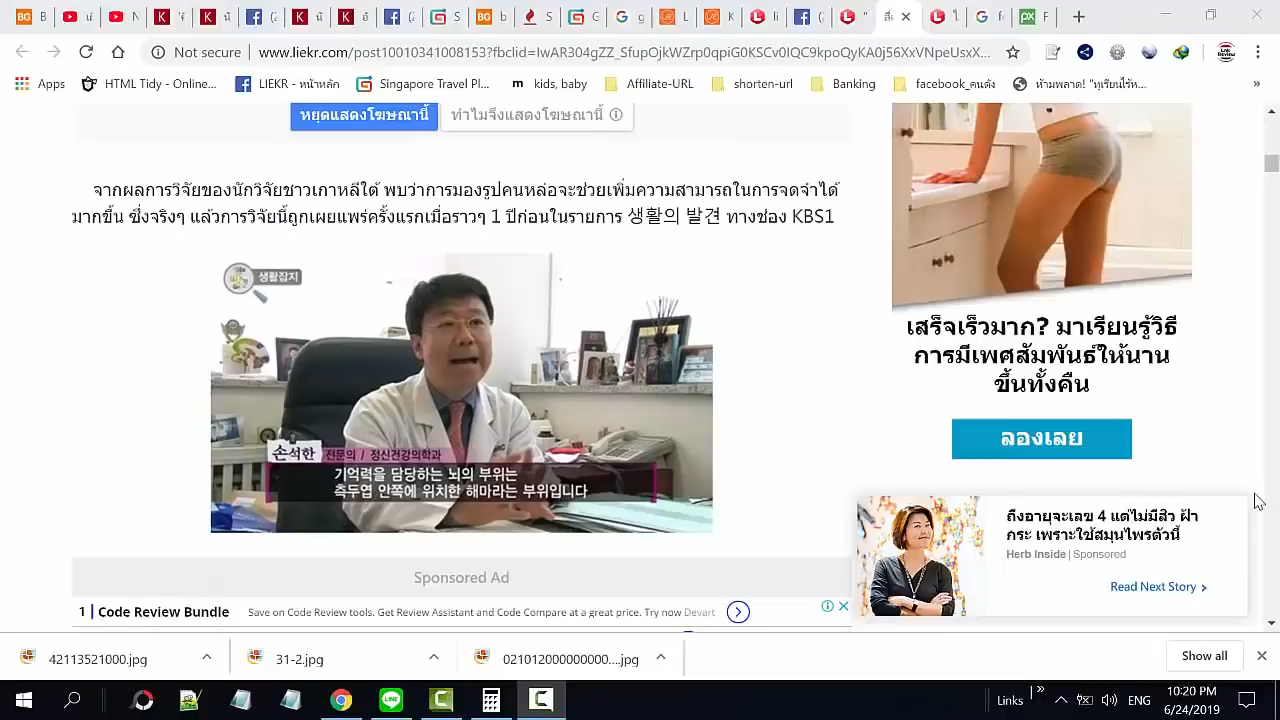 Not secure
www.liekr.com/post10010341008153?fbclid=IwAR304gZZ_SfupOjkWZrp0qpiG0KSCv0IQC9kpoQyKA0j56XxVNpeUsxX...
Apps
HTML Tidy - Online...
LIEKR - หน้าหลัก
Singapore Travel Pl...
kids, baby
Affiliate-URL
shorten-url
Banking
facebook_คนดัง
ห้ามพลาด! "ทุเรียนไร้ห...
หยุดแสดงโฆษณานี้
ทำไมจึงแสดงโฆษณานี้
จากผลการวิจัยของนักวิจัยชาวเกาหลีใต้ พบว่าการมองรูปคนหล่อจะช่วยเพิ่มความสามารถในการจดจำได้
มากขึ้น ซึ่งจริงๆ แล้วการวิจัยนี้ถูกเผยแพร่ครั้งแรกเมื่อราวๆ 1 ปีก่อนในรายการ 생활의 발견 ทางช่อง KBS1
생활잡지
손석한 전문의 / 정신건강의학과
기억력을 담당하는 뇌의 부위는
측두엽 안쪽에 위치한 해마라는 부위입니다
เสร็จเร็วมาก? มาเรียนรู้วิธี
การมีเพศสัมพันธ์ให้นาน
ขึ้นทั้งคืน
ลองเลย
ถึงอายุจะเลข 4 แต่ไม่มีสิว ฝ้า
กระ เพราะใช้สมุนไพรตัวนี้
Herb Inside | Sponsored
Read Next Story
Sponsored Ad
1 | Code Review Bundle
Save on Code Review tools. Get Review Assistant and Code Compare at a great price. Try now Devart
42113521000.jpg
31-2.jpg
021012000000000....jpg
Show all
Links
ENG
10:20 PM
6/24/2019